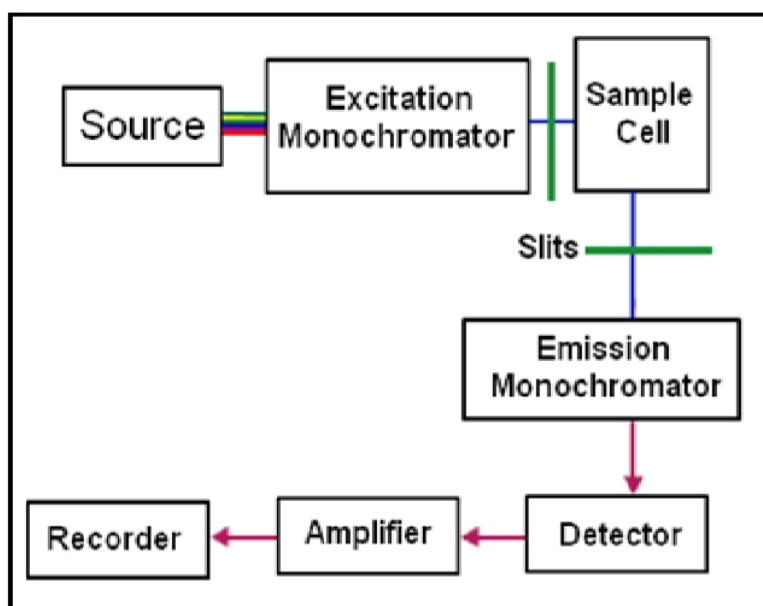 Source
Excitation
Monochromator
Sample
Cell
Slits
Emission
Monochromator
Detector
Amplifier
Recorder